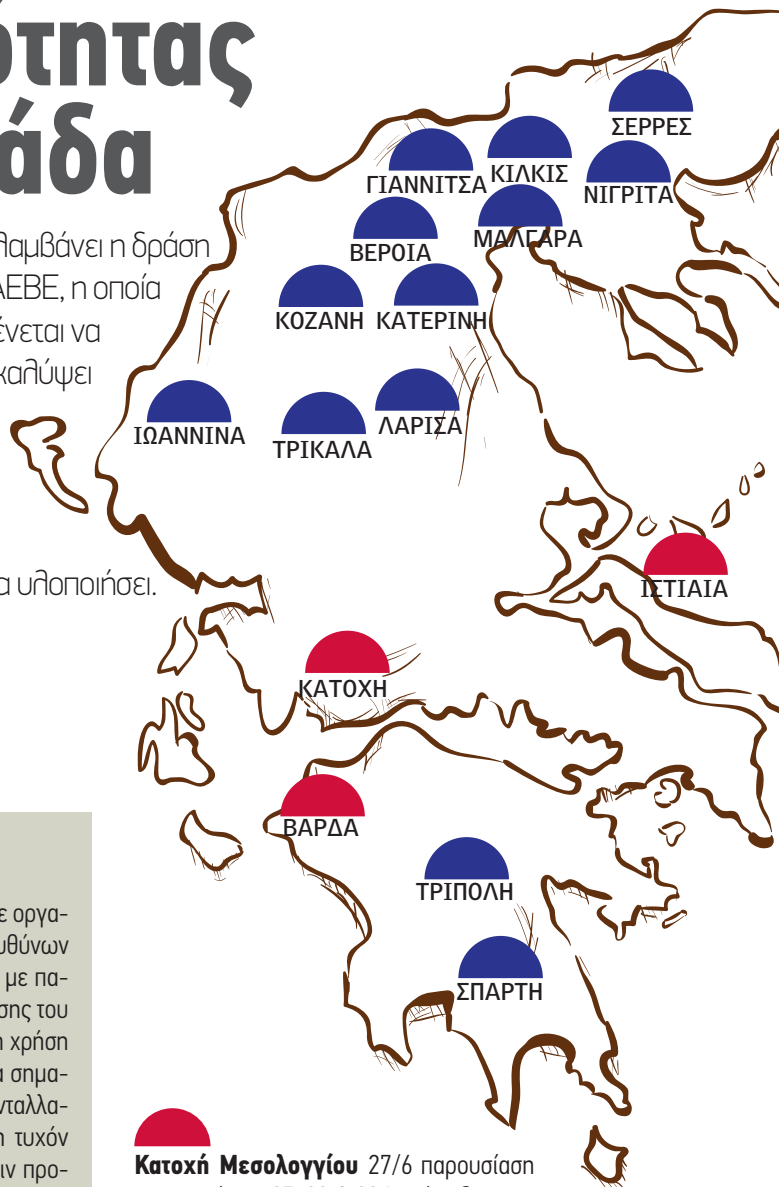 ότητας
άδα
λαμβάνει η δράση
ΑΕΒΕ, η οποία
ένεται να
καλύψει
α υλοποιήσει.
ΣΕΡΡΕΣ
ΓΙΑΝΝΙΤΣΑ
ΚΙΛΚΙΣ
ΝΙΓΡΙΤΑ
ΒΕΡΟΙΑ
ΜΑΛΓΑΡΑ
ΚΟΖΑΝΗ
ΚΑΤΕΡΙΝΗ
ΙΩΑΝΝΙΝΑ
ΤΡΙΚΑΛΑ
ΛΑΡΙΣΑ
ΙΣΤΙΑΙΑ
ΚΑΤΟΧΗ
ΒΑΡΔΑ
ΤΡΙΠΟΛΗ
ΣΠΑΡΤΗ
ε οργα-
υθύνων
με πα-
σης του
η χρήση
α σημα-
νταλλα-
η τυχόν
ιν προ-
Κατοχή Μεσολογγίου 27/6 παρουσίαση